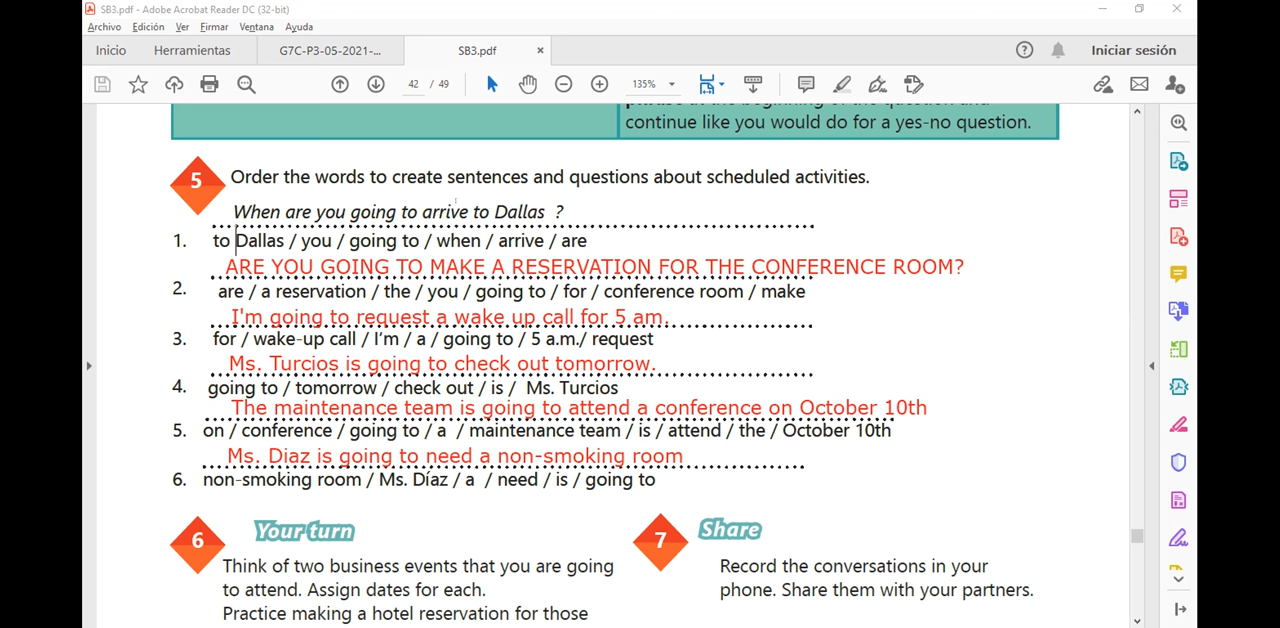 SB3.pdf - Adobe Acrobat Reader DC (32-bit)
Archivo Edición Ver Firmar Ventana Ayuda
Inicio Herramientas G7C-P3-05-2021-... SB3.pdf × Iniciar sesión
42 / 49 135%
phrase at the beginning of the question and
continue like you would do for a yes-no question.
5 Order the words to create sentences and questions about scheduled activities.
When are you going to arrive to Dallas ?
1. to Dallas / you / going to / when / arrive / are
ARE YOU GOING TO MAKE A RESERVATION FOR THE CONFERENCE ROOM?
2. are / a reservation / the / you / going to / for / conference room / make
I'm going to request a wake up call for 5 am.
3. for / wake-up call / I'm / a / going to / 5 a.m./ request
Ms. Turcios is going to check out tomorrow.
4. going to / tomorrow / check out / is / Ms. Turcios
The maintenance team is going to attend a conference on October 10th
5. on / conference / going to / a / maintenance team / is / attend / the / October 10th
Ms. Diaz is going to need a non-smoking room
6. non-smoking room / Ms. Díaz / a / need / is / going to
6 Your turn
Think of two business events that you are going
to attend. Assign dates for each.
Practice making a hotel reservation for those
7 Share
Record the conversations in your
phone. Share them with your partners.